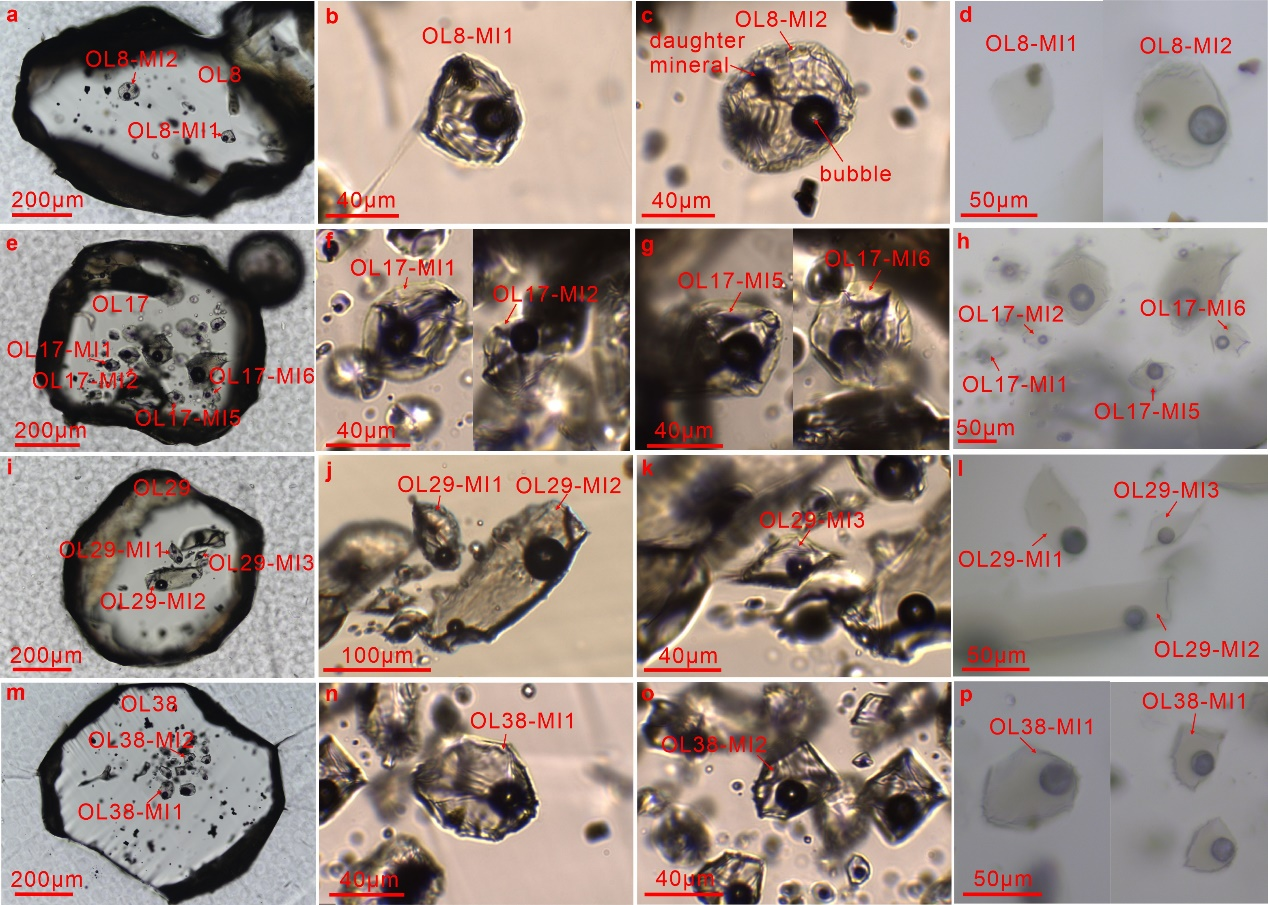 a
OL8-MI2
OL8
OL8-MI1
200μm
b
OL8-MI1
40μm
c
OL8-MI2
daughter
mineral
bubble
40μm
d
OL8-MI1
OL8-MI2
50μm
e
OL17
OL17-MI1
OL17-MI2
OL17-MI6
OL17-MI5
200μm
f
OL17-MI1
OL17-MI2
40μm
g
OL17-MI6
OL17-MI5
40μm
h
OL17-MI2
OL17-MI6
OL17-MI1
OL17-MI5
50μm
i
OL29
OL29-MI1
OL29-MI3
OL29-MI2
200μm
j
OL29-MI1
OL29-MI2
100μm
k
OL29-MI3
40μm
l
OL29-MI3
OL29-MI1
OL29-MI2
50μm
m
OL38
OL38-MI2
OL38-MI1
200μm
n
OL38-MI1
40μm
o
OL38-MI2
40μm
p
OL38-MI1
OL38-MI1
50μm